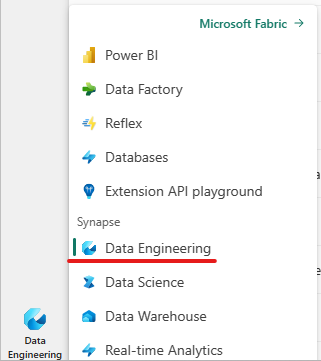 Microsoft Fabric
Power BI
Data Factory
Reflex
Databases
Extension API playground
Synapse
Data Engineering
Data Science
Data Warehouse
Real-time Analytics
Data
Engineering